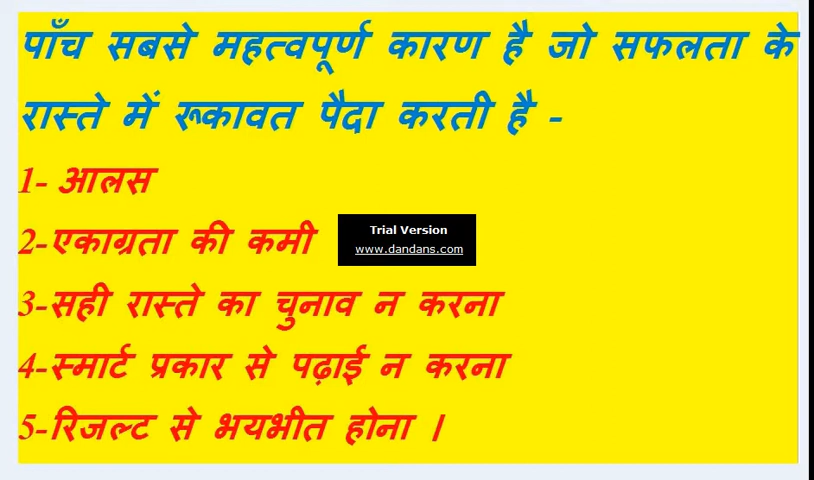 पाँच सबसे महत्वपूर्ण कारण है जो सफलता के
रास्ते में रूकावत पैदा करती है -
1- आलस
2-एकाग्रता की कमी
Trial Version
www.dandans.com
3-सही रास्ते का चुनाव न करना
4-स्मार्ट प्रकार से पढ़ाई न करना
5-रिजल्ट से भयभीत होना ।